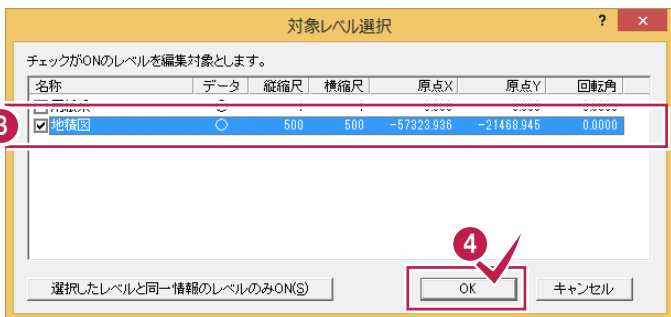 対象レベル選択
? ×
チェックがONのレベルを編集対象とします。
名称 データ 縦縮尺 横縮尺 原点X 原点Y 回転角
3
地積図 ○ 500 500 -57323.936 -21468.945 0.0000
4
選択したレベルと同一情報のレベルのみON(S) OK キャンセル